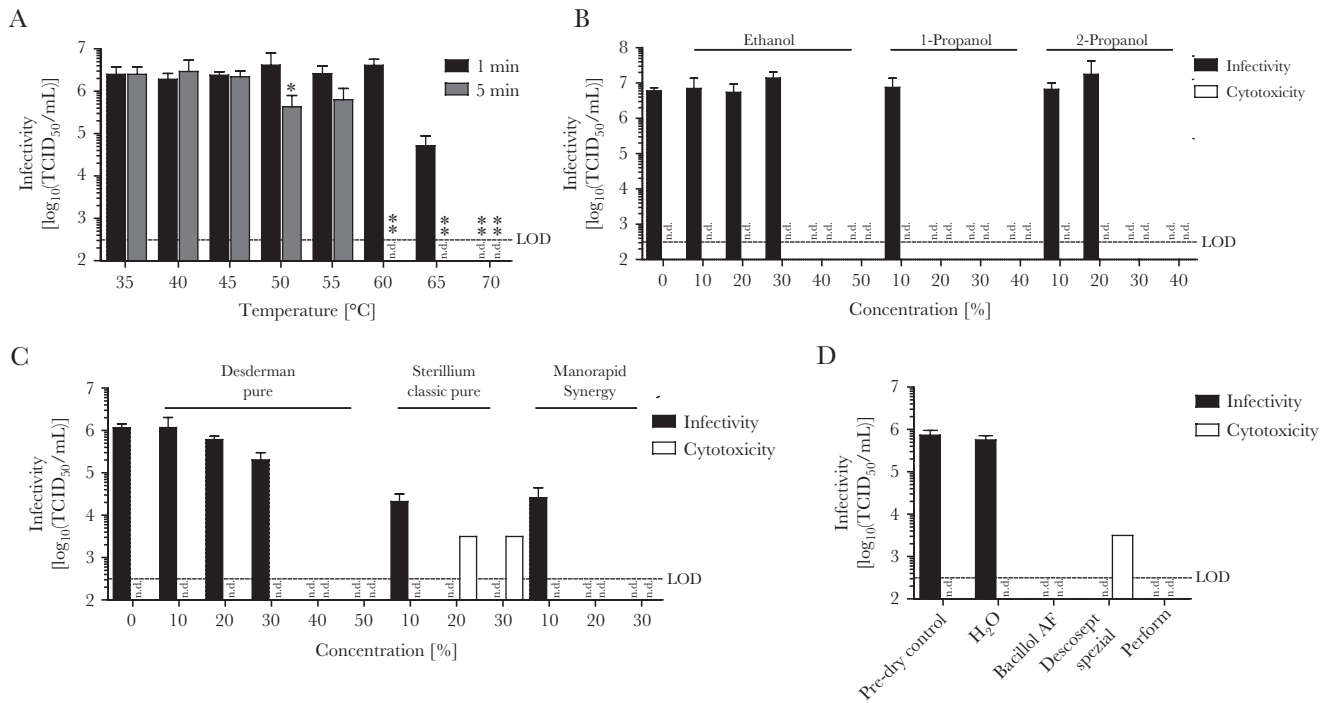 A
Infectivity
[log10(TCID50/mL)]
7
6
5
4
3
2
1 min
5 min
*
**
n.d.
**
n.d.
**
n.d.
**
n.d.
LOD
35 40 45 50 55 60 65 70
Temperature [°C]
B
Infectivity
[log10(TCID50/mL)]
8
7
6
5
4
3
2
Ethanol 1-Propanol 2-Propanol
Infectivity
Cytotoxicity
n.d. n.d. n.d. n.d. n.d. n.d. n.d. n.d. n.d. n.d. n.d. n.d. n.d. n.d. n.d. n.d. n.d. n.d. n.d. n.d. n.d.
LOD
0 10 20 30 40 50 10 20 30 40 10 20 30 40
Concentration [%]
C
Infectivity
[log10(TCID50/mL)]
7
6
5
4
3
2
Desderman
pure
Sterillium
classic pure
Manorapid
Synergy
Infectivity
Cytotoxicity
n.d. n.d. n.d. n.d. n.d. n.d. n.d. n.d. n.d. n.d. n.d. n.d. n.d. n.d. n.d. n.d.
LOD
0 10 20 30 40 50 10 20 30 10 20 30
Concentration [%]
D
Infectivity
[log10(TCID50/mL)]
7
6
5
4
3
2
Infectivity
Cytotoxicity
n.d. n.d. n.d. n.d. n.d. n.d. n.d.
LOD
Pre-dry control
H2O
Bacillol AF
Descosept
spezial
Perform